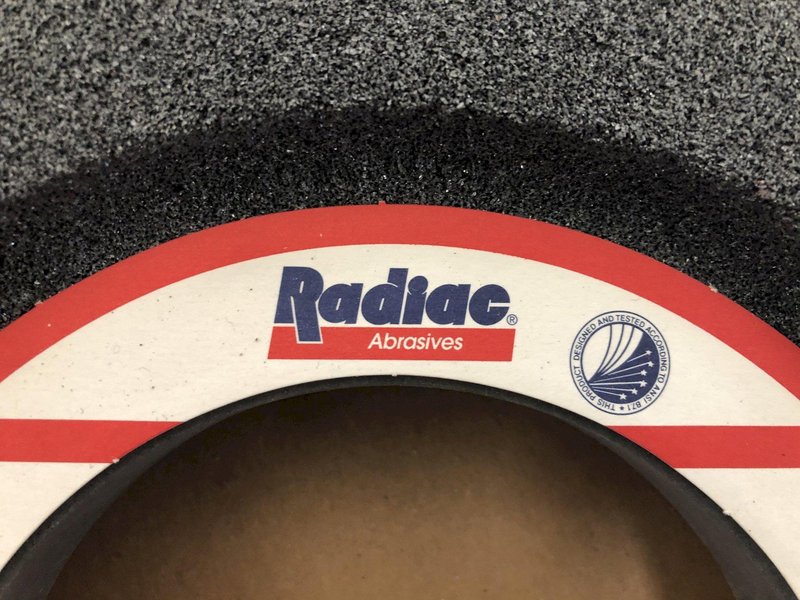 Radiac®
Abrasives
THIS PRODUCT DESIGNED AND TESTED ACCORDING TO ANSI B7.1